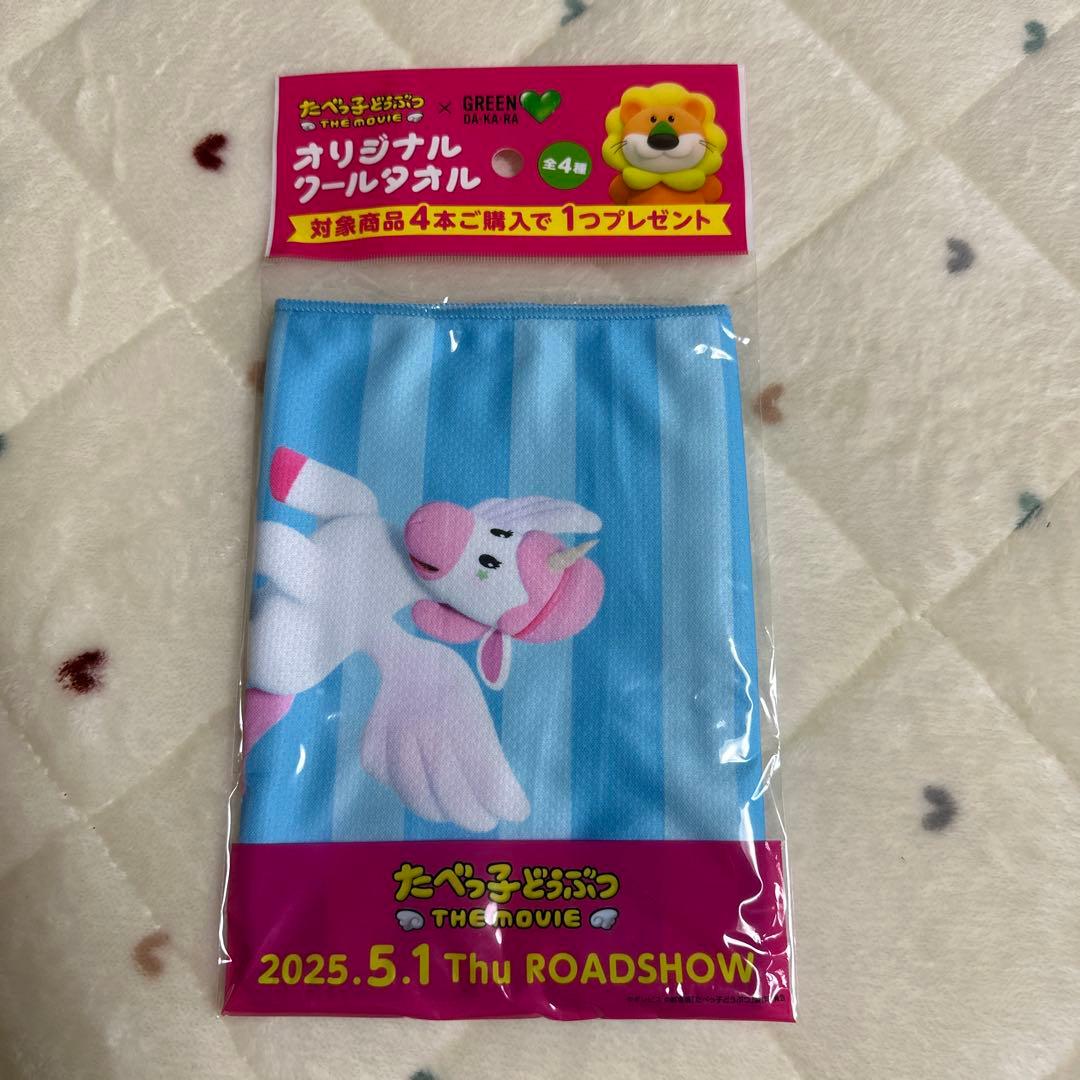 たべっ子どうぶつ
THE MOVIE
×
GREEN
DA・KA・RA
オリジナル
クールタオル
全4種
対象商品4本ご購入で1つプレゼント
たべっ子どうぶつ
THE MOVIE
2025.5.1 Thu ROADSHOW